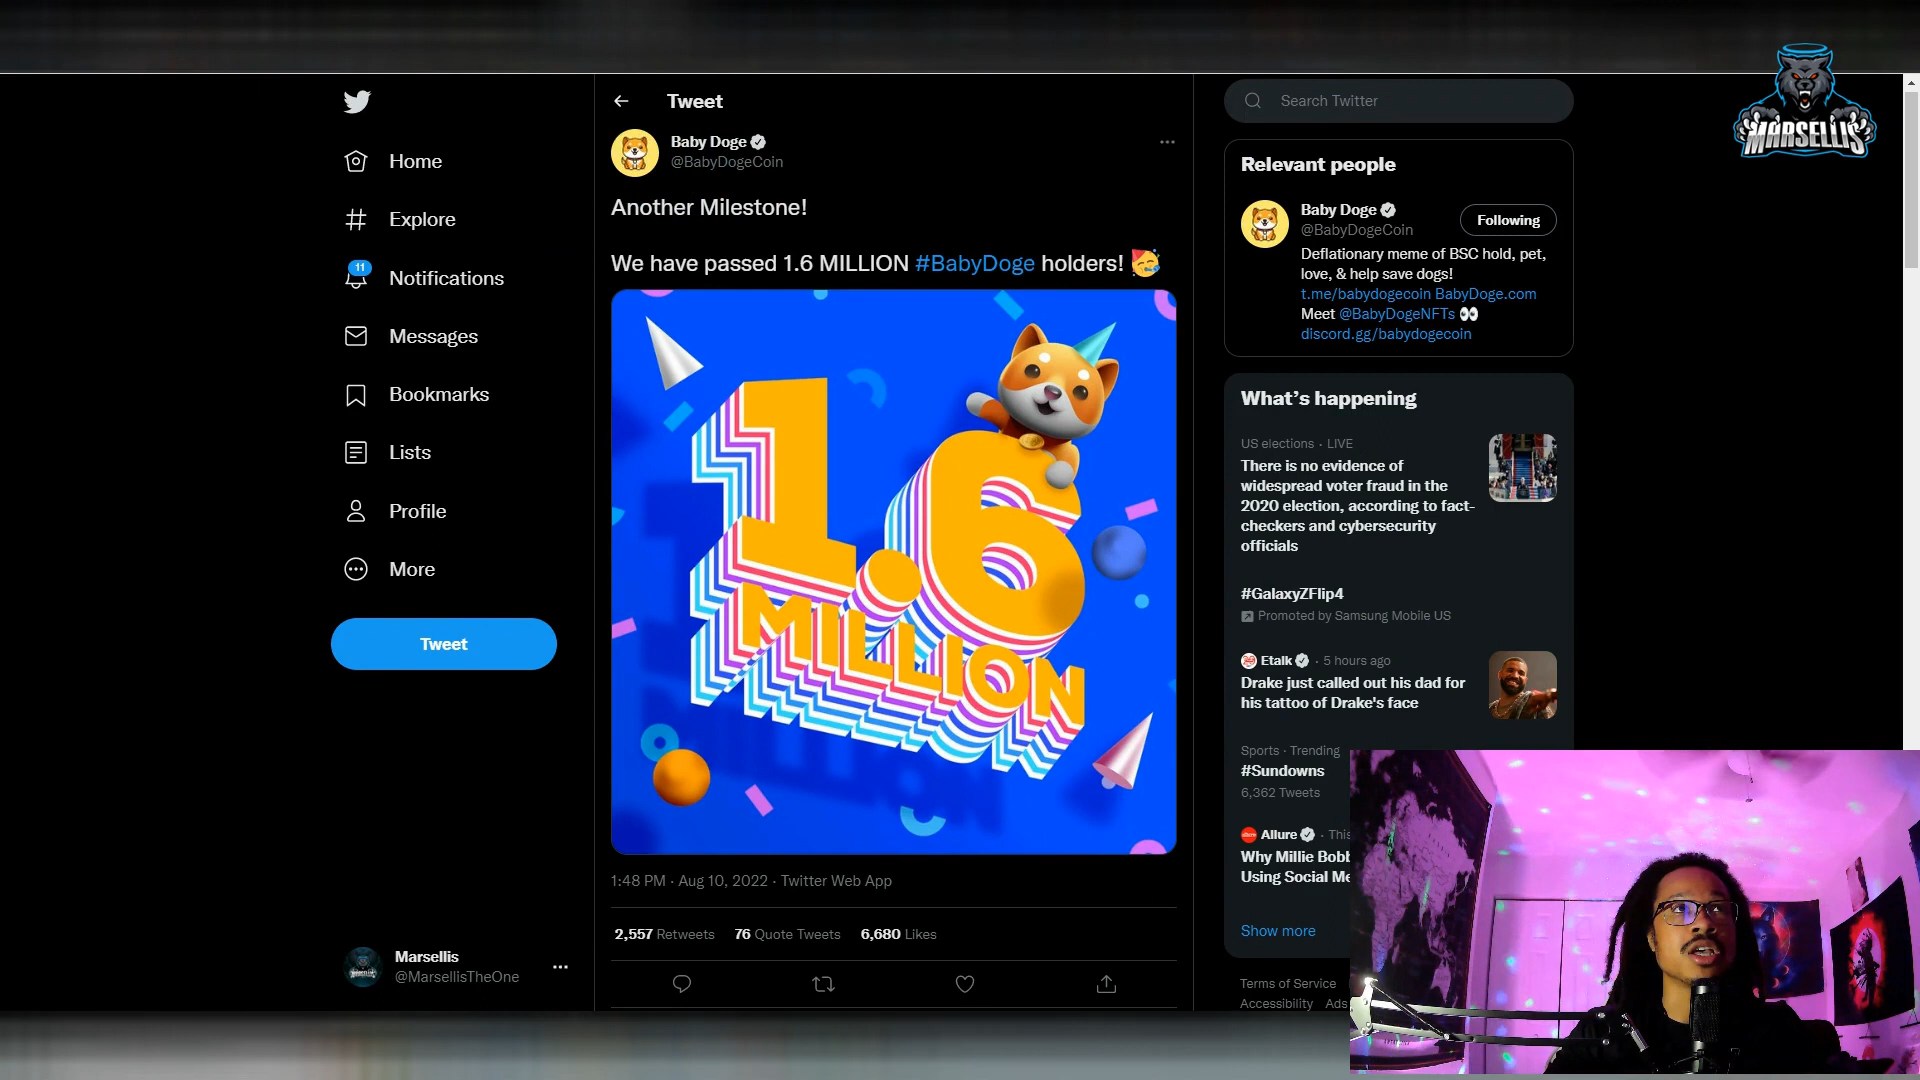 MARSELLIS
Home
Explore
11
Notifications
Messages
Bookmarks
Lists
Profile
More
Tweet
Marsellis
@MarsellisTheOne
Tweet
Baby Doge
@BabyDogeCoin
Another Milestone!
We have passed 1.6 MILLION #BabyDoge holders!
1.6
MILLION
1:48 PM · Aug 10, 2022 · Twitter Web App
2,557 Retweets 76 Quote Tweets 6,680 Likes
Search Twitter
Relevant people
Baby Doge
@BabyDogeCoin
Following
Deflationary meme of BSC hold, pet,
love, & help save dogs!
t.me/babydogecoin BabyDoge.com
Meet @BabyDogeNFTs
discord.gg/babydogecoin
What's happening
US elections · LIVE
There is no evidence of
widespread voter fraud in the
2020 election, according to fact-
checkers and cybersecurity
officials
#GalaxyZFlip4
Promoted by Samsung Mobile US
Etalk · 5 hours ago
Drake just called out his dad for
his tattoo of Drake's face
Sports · Trending
#Sundowns
6,362 Tweets
Allure · This
Why Millie Bobb
Using Social Me
Show more
Terms of Service
Accessibility Ads